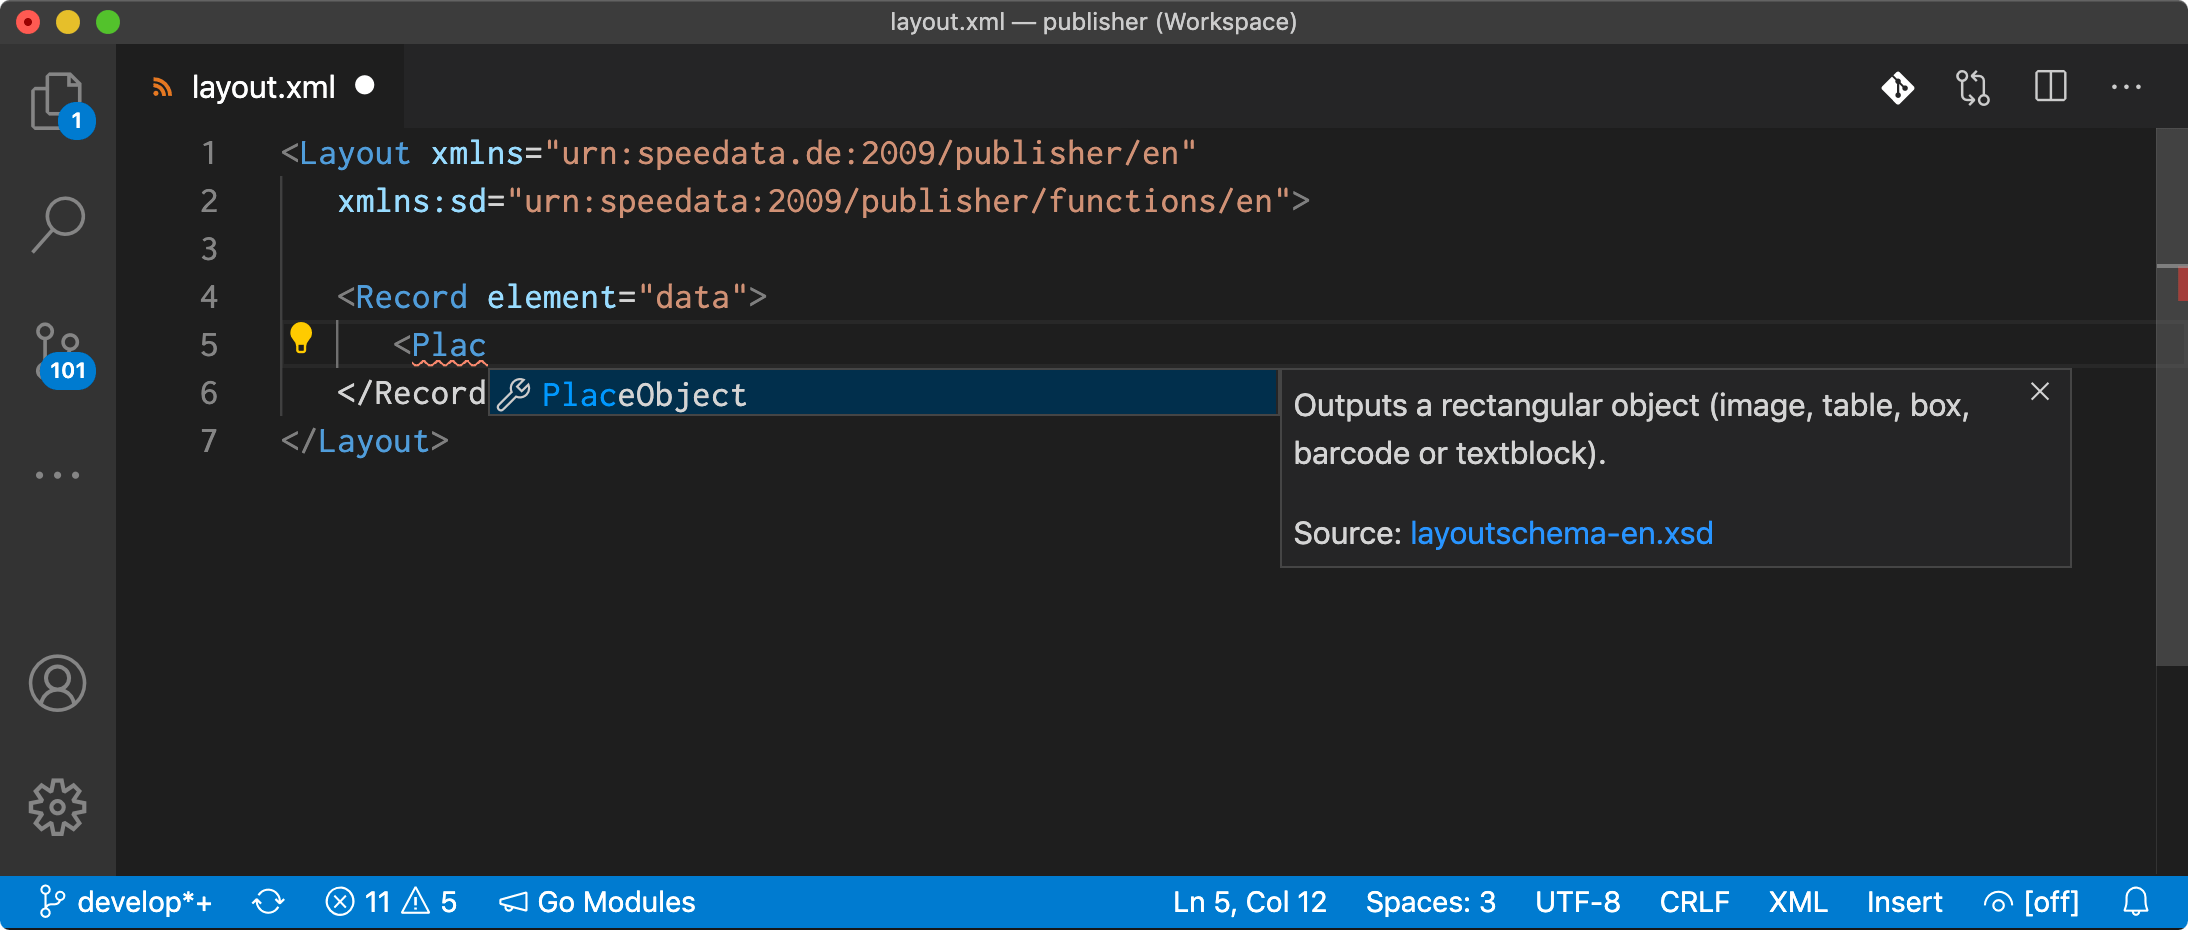 layout.xml — publisher (Workspace)
layout.xml
1
1 <Layout xmlns="urn:speedata.de:2009/publisher/en"
2 xmlns:sd="urn:speedata:2009/publisher/functions/en">
3
4 <Record element="data">
5 <Plac
6 </Record
PlaceObject
7 </Layout>
Outputs a rectangular object (image, table, box,
barcode or textblock).
Source: layoutschema-en.xsd
101
develop*+ 11 5 Go Modules Ln 5, Col 12 Spaces: 3 UTF-8 CRLF XML Insert [off]